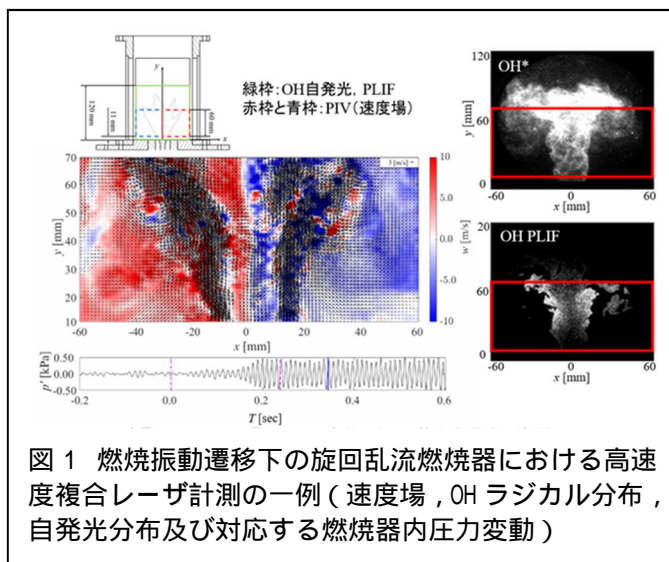 緑枠:OH自発光, PLIF
赤枠と青枠:PIV(速度場)
y
x
120 mm
11 mm
60 mm
OH*
120
60
0
y [mm]
-60 0 60
x [mm]
3 [m/s]
70
60
50
40
30
20
10
y [mm]
-60 -40 -20 0 20 40 60
x [mm]
10
5.0
0.0
-5.0
-10
w [m/s]
OH PLIF
20
60
0
-60 0 60
x [mm]
0.50
0.00
-0.50
p' [kPa]
-0.2 0.0 0.2 0.4 0.6
T [sec]
図 1 燃焼振動遷移下の旋回乱流燃焼器における高速
度複合レーザ計測の一例(速度場,OH ラジカル分布,
自発光分布及び対応する燃焼器内圧力変動)